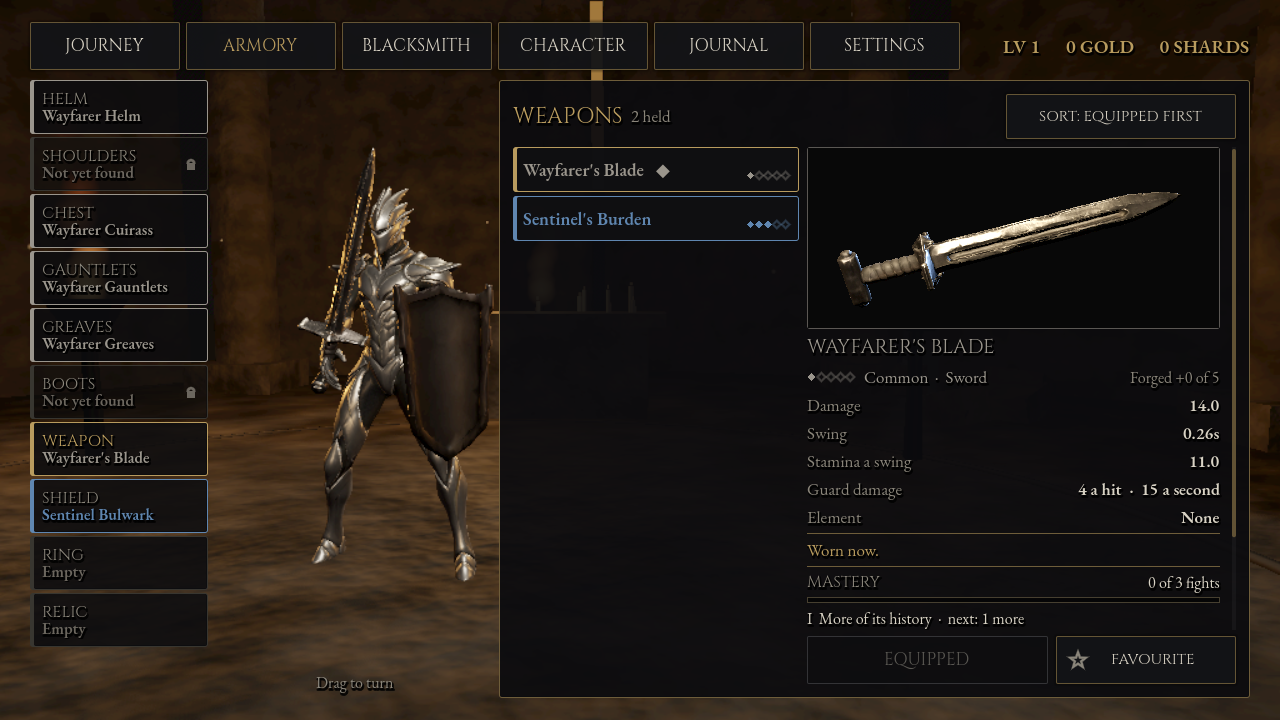 JOURNEY
ARMORY
BLACKSMITH
CHARACTER
JOURNAL
SETTINGS
LV 1
0 GOLD
0 SHARDS
HELM
Wayfarer Helm
SHOULDERS
Not yet found
CHEST
Wayfarer Cuirass
GAUNTLETS
Wayfarer Gauntlets
GREAVES
Wayfarer Greaves
BOOTS
Not yet found
WEAPON
Wayfarer's Blade
SHIELD
Sentinel Bulwark
RING
Empty
RELIC
Empty
Drag to turn
WEAPONS 2 held
SORT: EQUIPPED FIRST
Wayfarer's Blade
Sentinel's Burden
WAYFARER'S BLADE
Common · Sword
Forged +0 of 5
Damage 14.0
Swing 0.26s
Stamina a swing 11.0
Guard damage 4 a hit · 15 a second
Element None
Worn now.
MASTERY 0 of 3 fights
I More of its history · next: 1 more
EQUIPPED
FAVOURITE